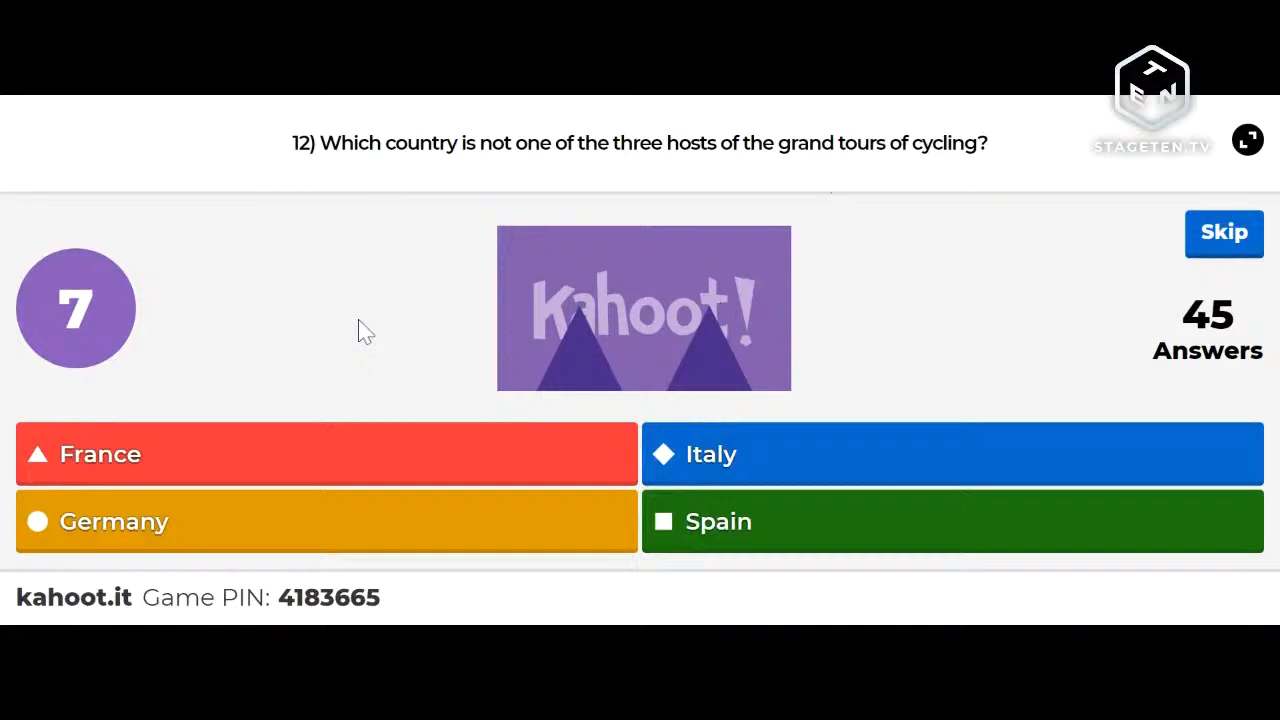 TEN
STAGETEN.TV
12) Which country is not one of the three hosts of the grand tours of cycling?
Skip
7
Kahoot!
45
Answers
France
Italy
Germany
Spain
kahoot.it Game PIN: 4183665